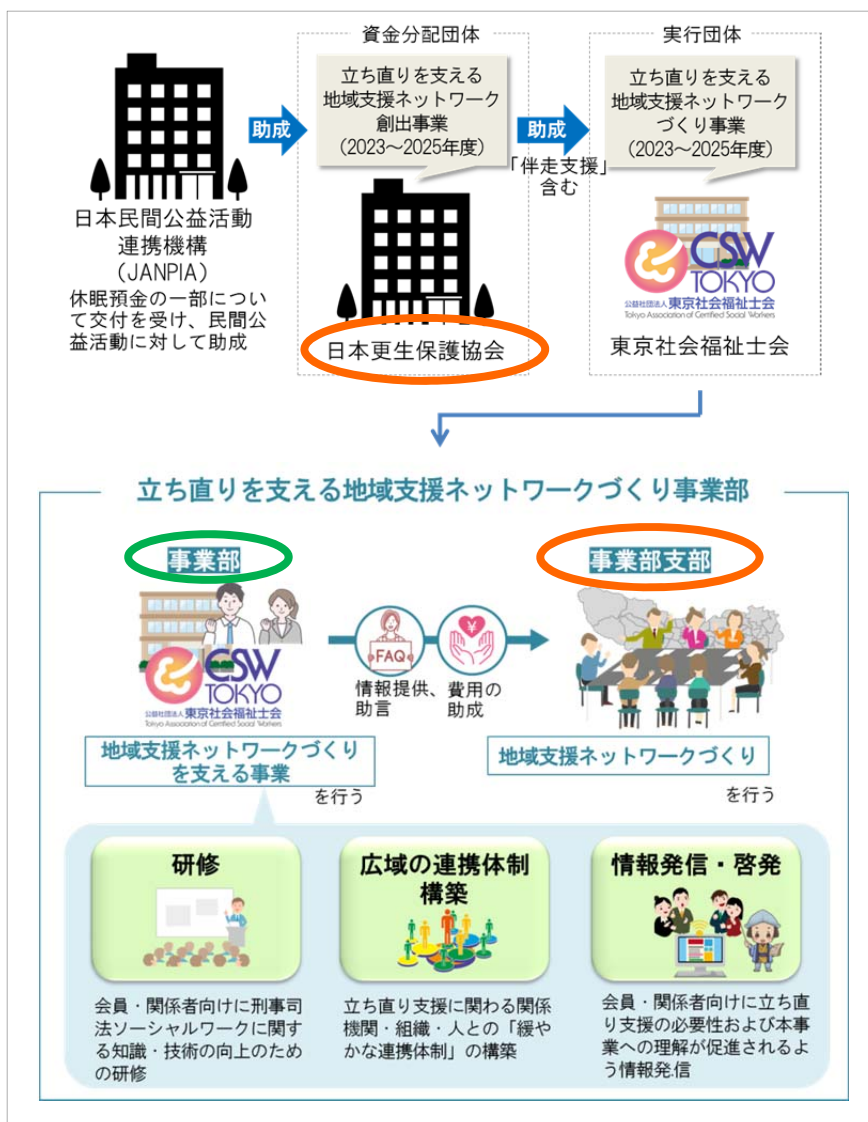 資金分配団体
実行団体
立ち直りを支える
地域支援ネットワーク
創出事業
(2023~2025年度)
立ち直りを支える
地域支援ネットワーク
づくり事業
(2023~2025年度)
助成
助成
「伴走支援」
含む
日本民間公益活動
連携機構
(JANPIA)
休眠預金の一部につい
て交付を受け、民間公
益活動に対して助成
日本更生保護協会
CSW
TOKYO
公益社団法人 東京社会福祉士会
Tokyo Association of Certified Social Workers
東京社会福祉士会
立ち直りを支える地域支援ネットワークづくり事業部
事業部
事業部支部
CSW
TOKYO
公益社団法人 東京社会福祉士会
Tokyo Association of Certified Social Workers
FAQ
¥
情報提供、
助言
費用の
助成
地域支援ネットワークづくり
を支える事業
を行う
地域支援ネットワークづくり
を行う
研修
会員・関係者向けに刑事司
法ソーシャルワークに関す
る知識・技術の向上のため
の研修
広域の連携体制
構築
立ち直り支援に関わる関係
機関・組織・人との「緩や
かな連携体制」の構築
情報発信・啓発
会員・関係者向けに立ち直
り支援の必要性および本事
業への理解が促進されるよ
う情報発信